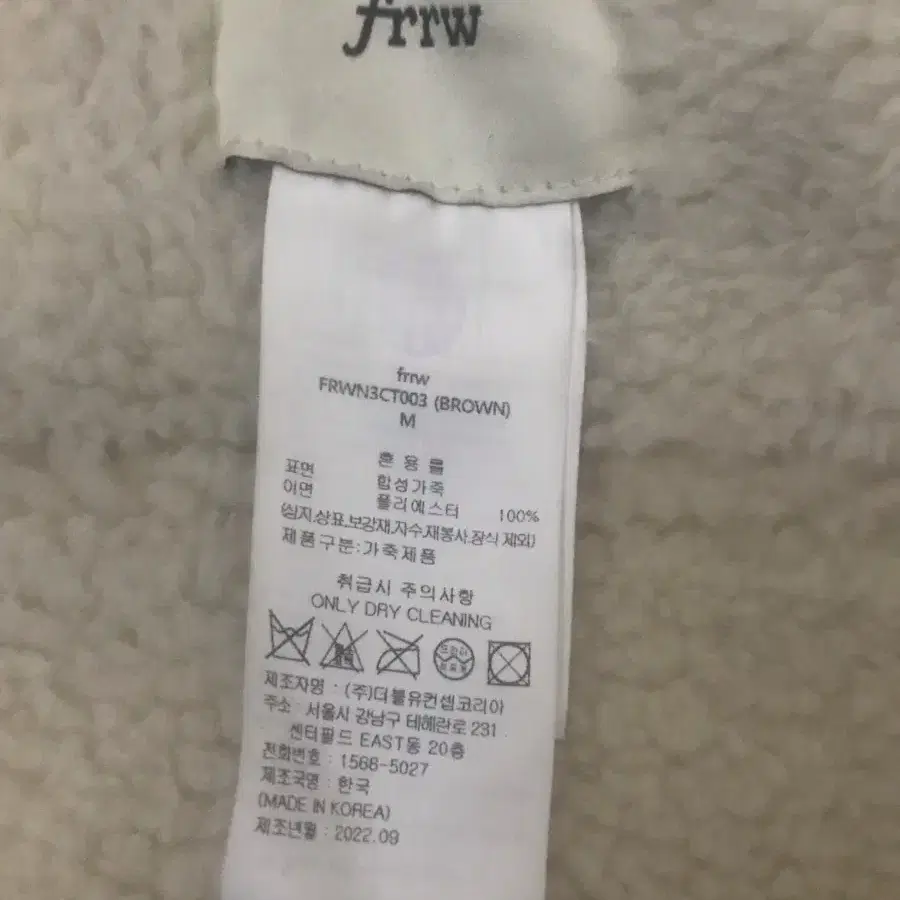 frrw
frrw
FRWN3CT003 (BROWN)
M
혼 용 률
표면 합성가죽
이면 폴리에스터 100%
(심지,상표,보강재,자수,재봉사,장식 제외)
제품구분:가죽제품
취급시 주의사항
ONLY DRY CLEANING
드라이
제조자명 : (주)더블유컨셉코리아
주소 : 서울시 강남구 테헤란로 231
센터필드 EAST동 20층
전화번호 : 1566-5027
제조국명 : 한국
(MADE IN KOREA)
제조년월 : 2022.09